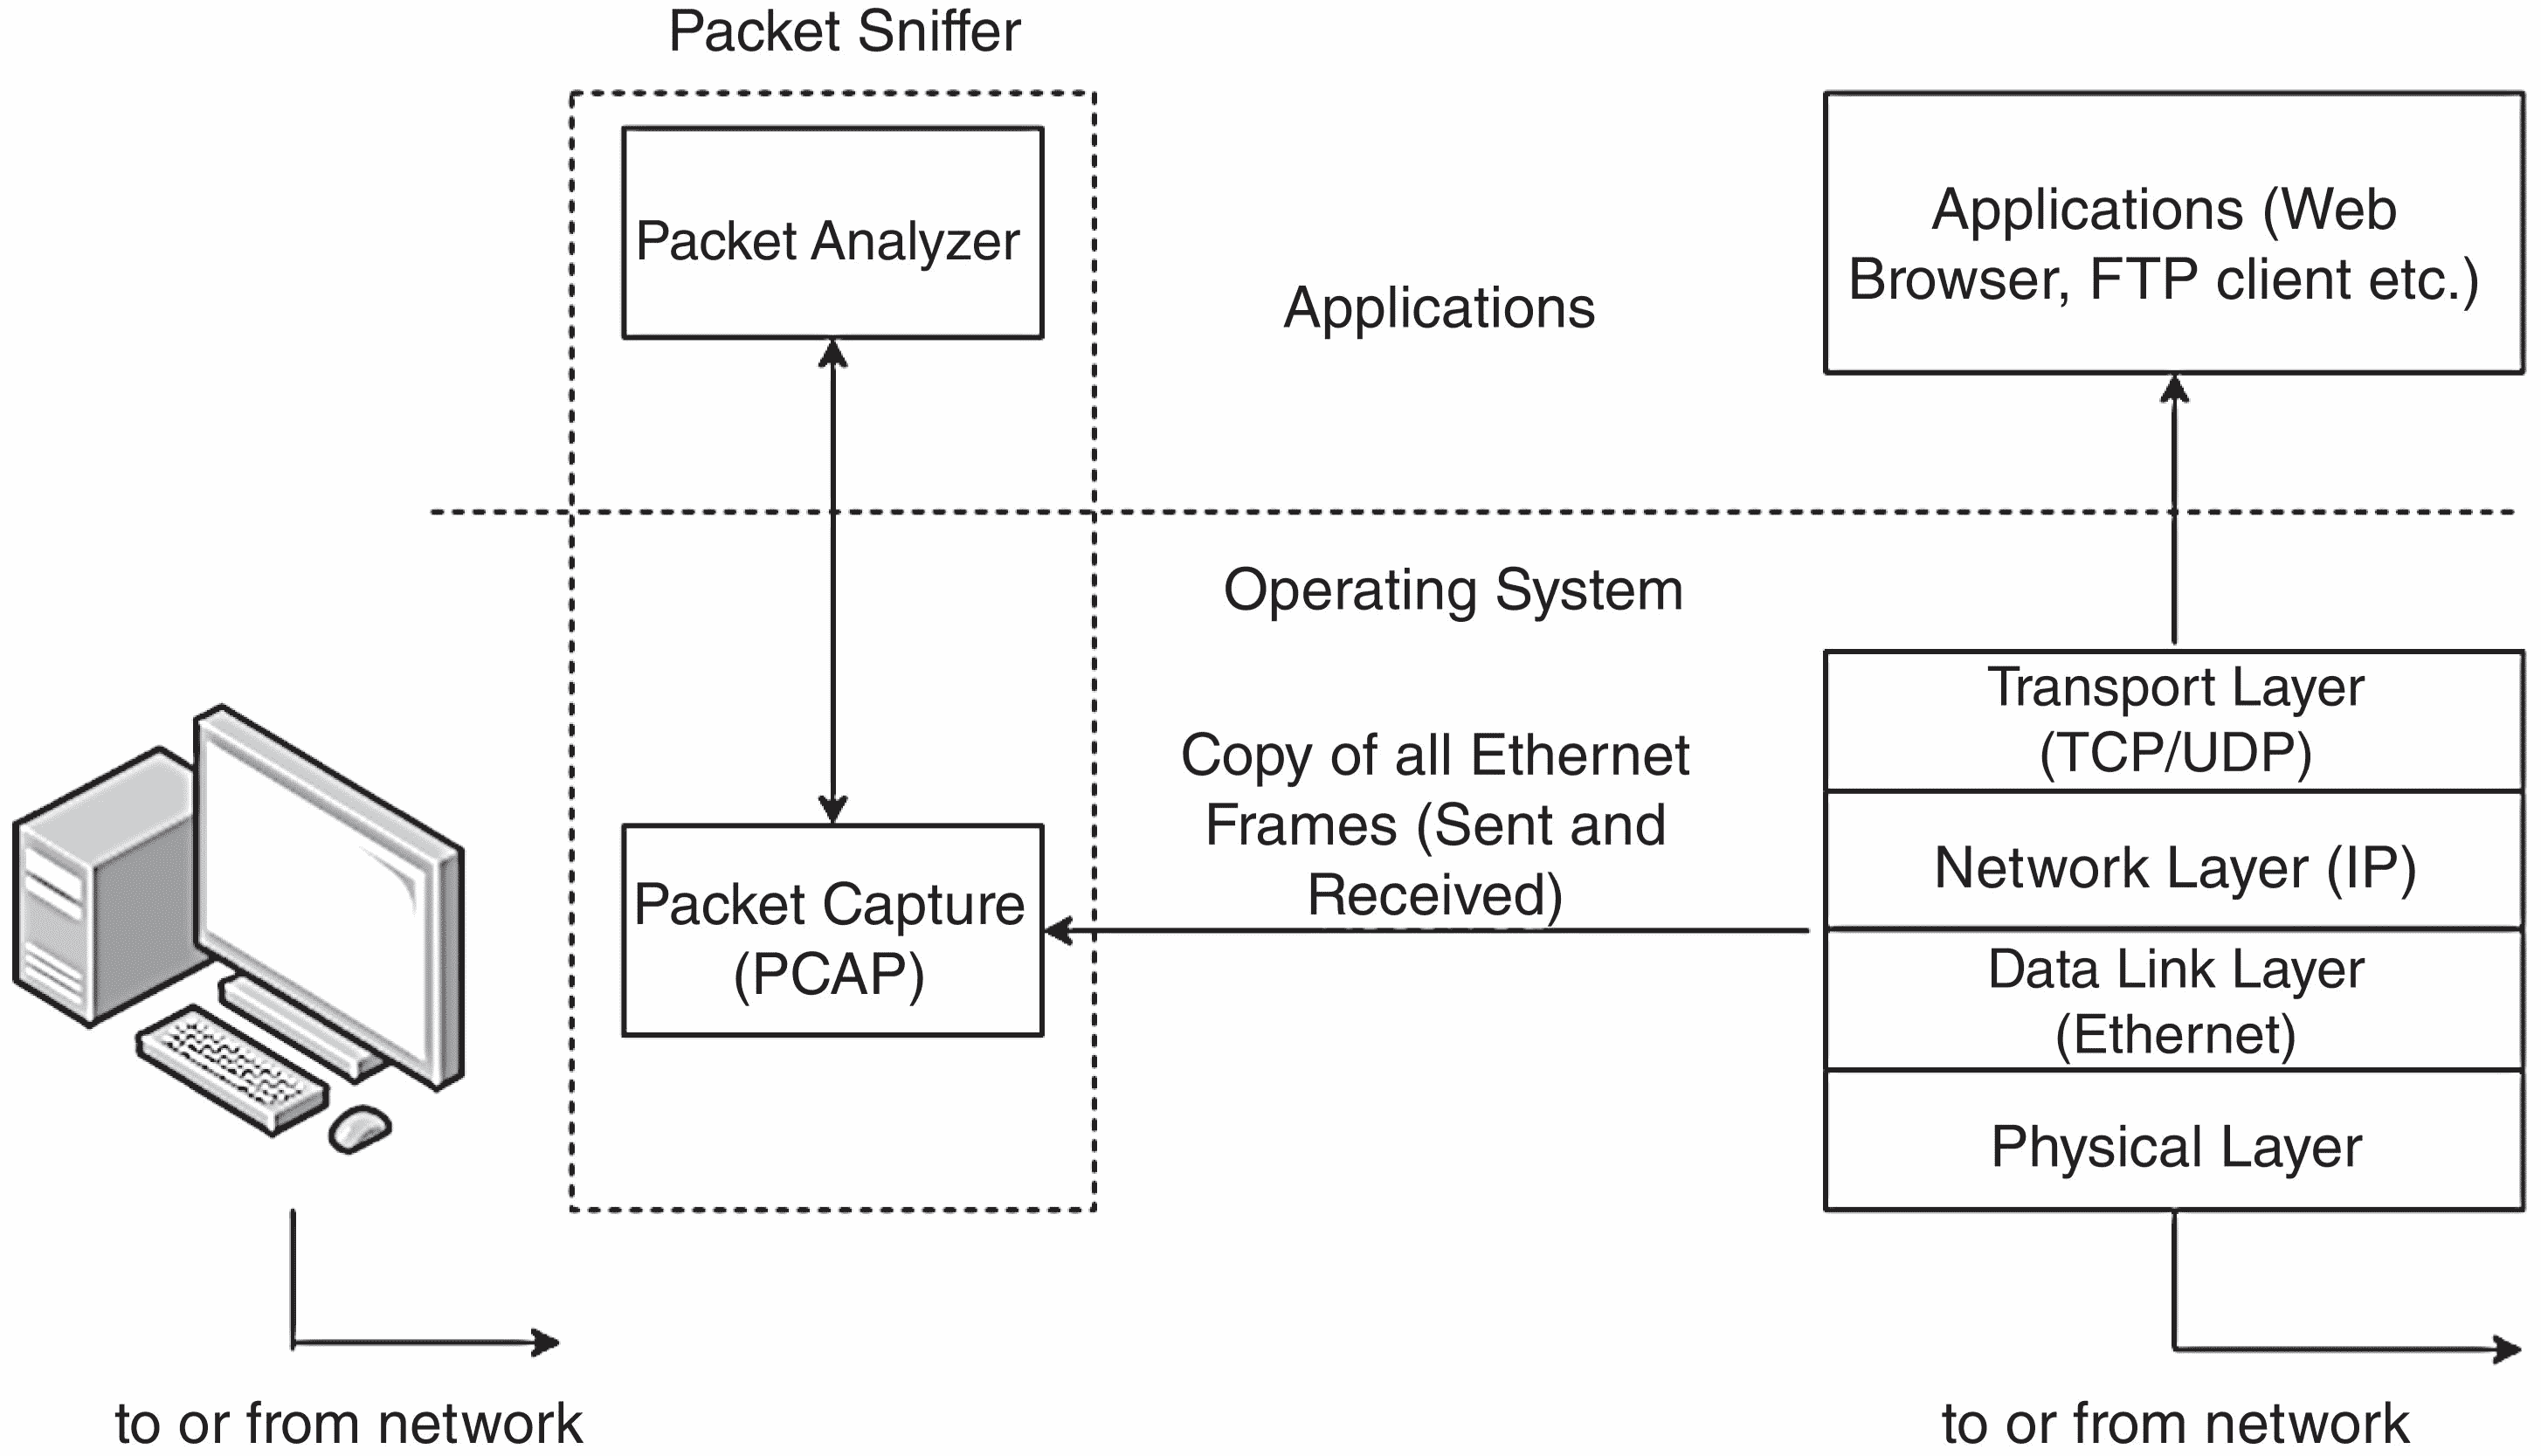 Packet Sniffer
Packet Analyzer
Applications
Applications (Web
Browser, FTP client etc.)
Operating System
Copy of all Ethernet
Frames (Sent and
Received)
Packet Capture
(PCAP)
Transport Layer
(TCP/UDP)
Network Layer (IP)
Data Link Layer
(Ethernet)
Physical Layer
to or from network
to or from network